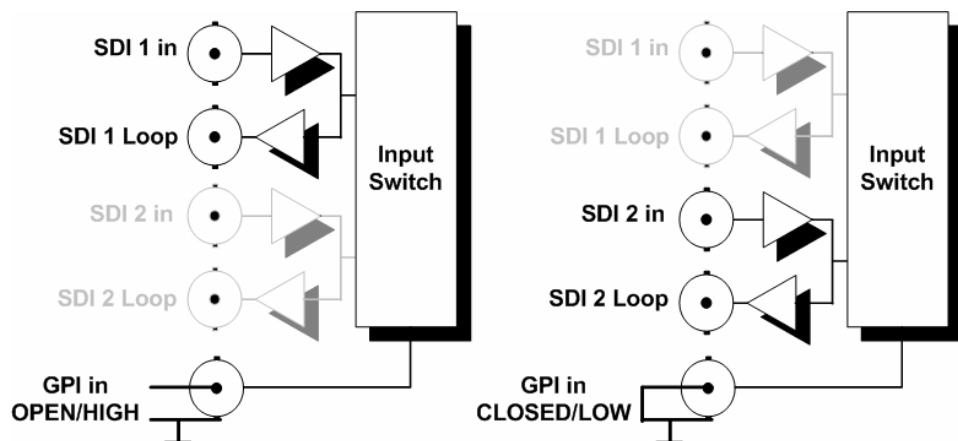 SDI 1 in
SDI 1 Loop
SDI 2 in
SDI 2 Loop
Input
Switch
GPI in
OPEN/HIGH
SDI 1 in
SDI 1 Loop
SDI 2 in
SDI 2 Loop
Input
Switch
GPI in
CLOSED/LOW